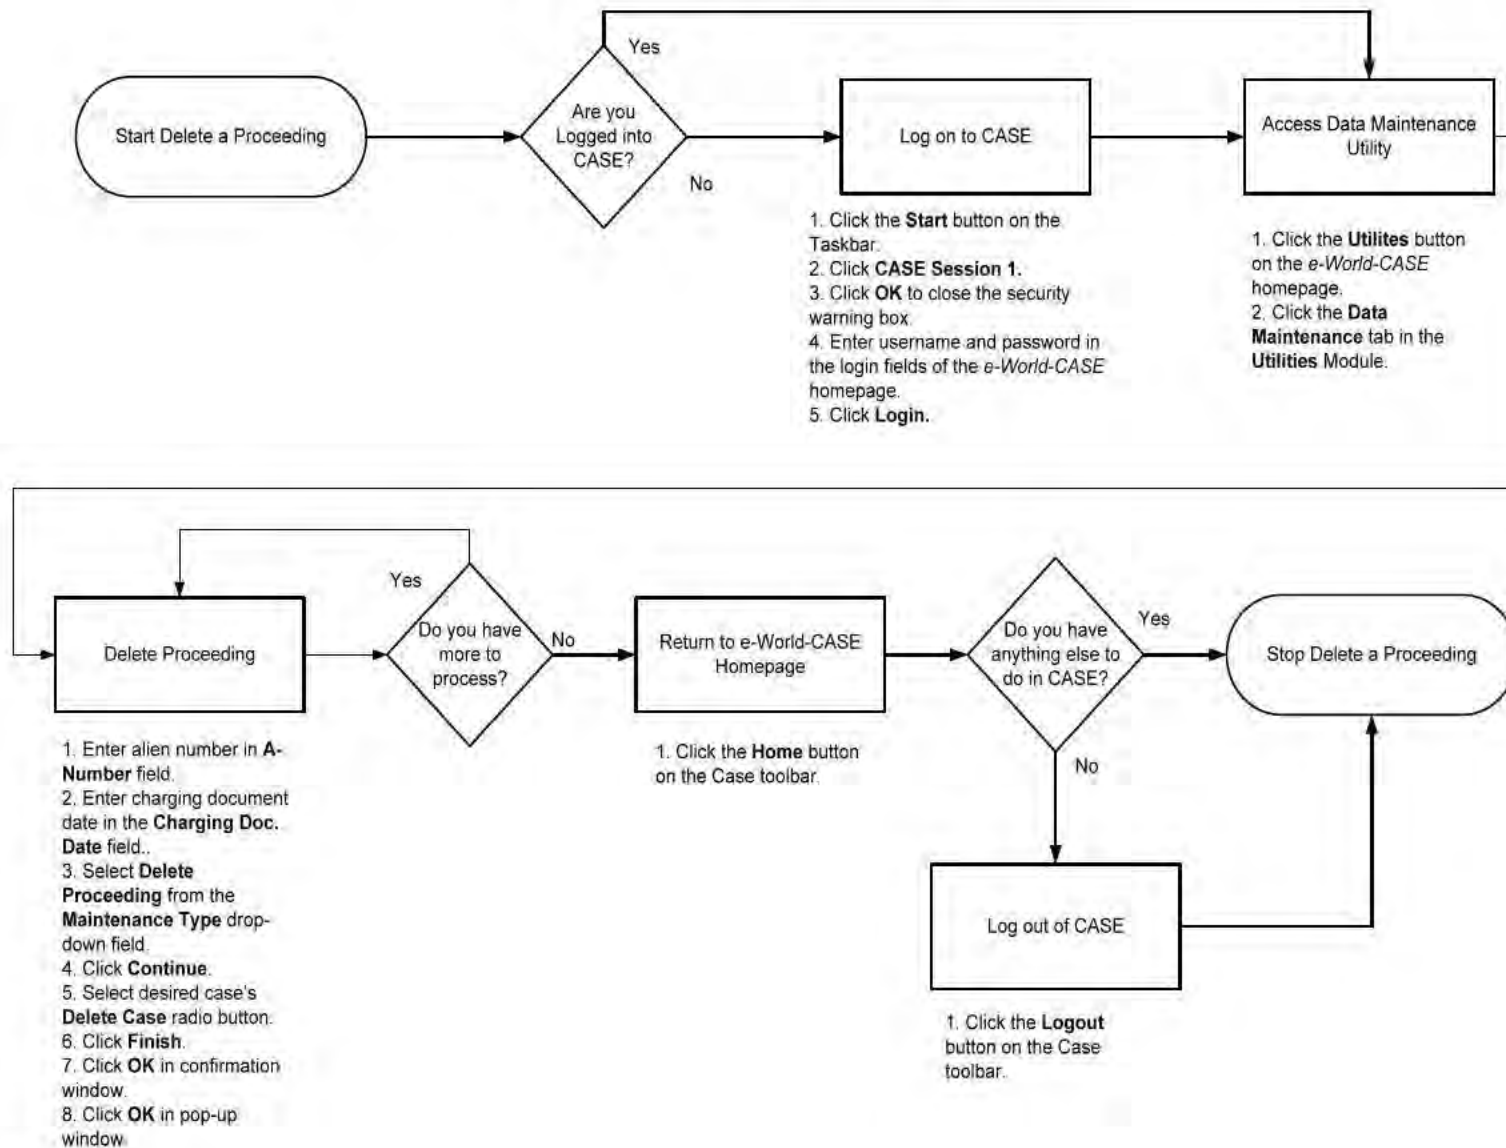 Start Delete a Proceeding
Are you
Logged into
CASE?
Yes
No
Log on to CASE
1. Click the Start button on the
Taskbar.
2. Click CASE Session 1.
3. Click OK to close the security
warning box.
4. Enter username and password in
the login fields of the e-World-CASE
homepage.
5. Click Login.
Access Data Maintenance
Utility
1. Click the Utilites button
on the e-World-CASE
homepage.
2. Click the Data
Maintenance tab in the
Utilities Module.
Delete Proceeding
1. Enter alien number in A-
Number field.
2. Enter charging document
date in the Charging Doc.
Date field..
3. Select Delete
Proceeding from the
Maintenance Type drop-
down field.
4. Click Continue.
5. Select desired case's
Delete Case radio button.
6. Click Finish.
7. Click OK in confirmation
window.
8. Click OK in pop-up
window
Yes
Do you have
more to
process?
No
Return to e-World-CASE
Homepage
1. Click the Home button
on the Case toolbar.
Do you have
anything else to
do in CASE?
Yes
No
Stop Delete a Proceeding
Log out of CASE
1. Click the Logout
button on the Case
toolbar.